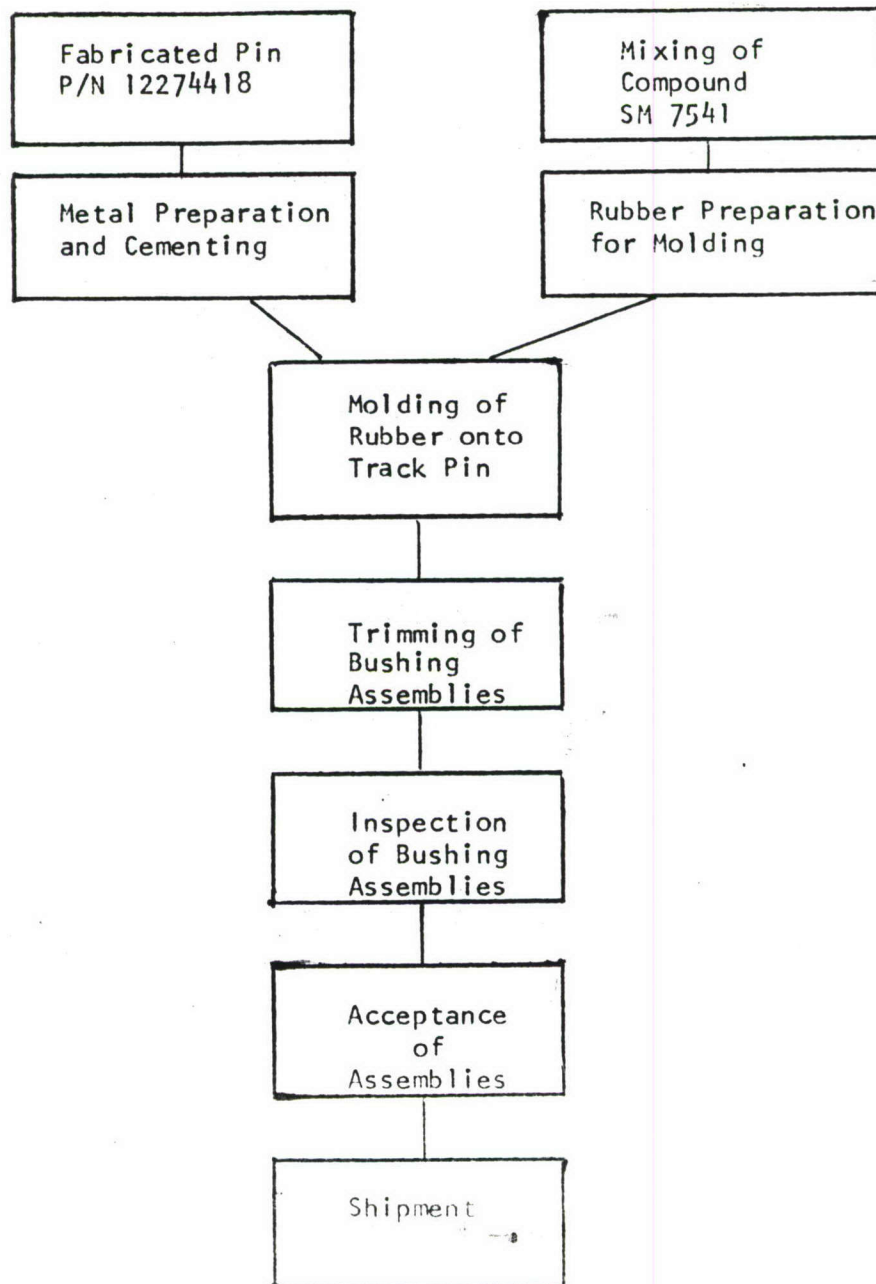 Fabricated Pin
P/N 12274418
Mixing of
Compound
SM 7541
Metal Preparation
and Cementing
Rubber Preparation
for Molding
Molding of
Rubber onto
Track Pin
Trimming of
Bushing
Assemblies
Inspection
of Bushing
Assemblies
Acceptance
of
Assemblies
Shipment